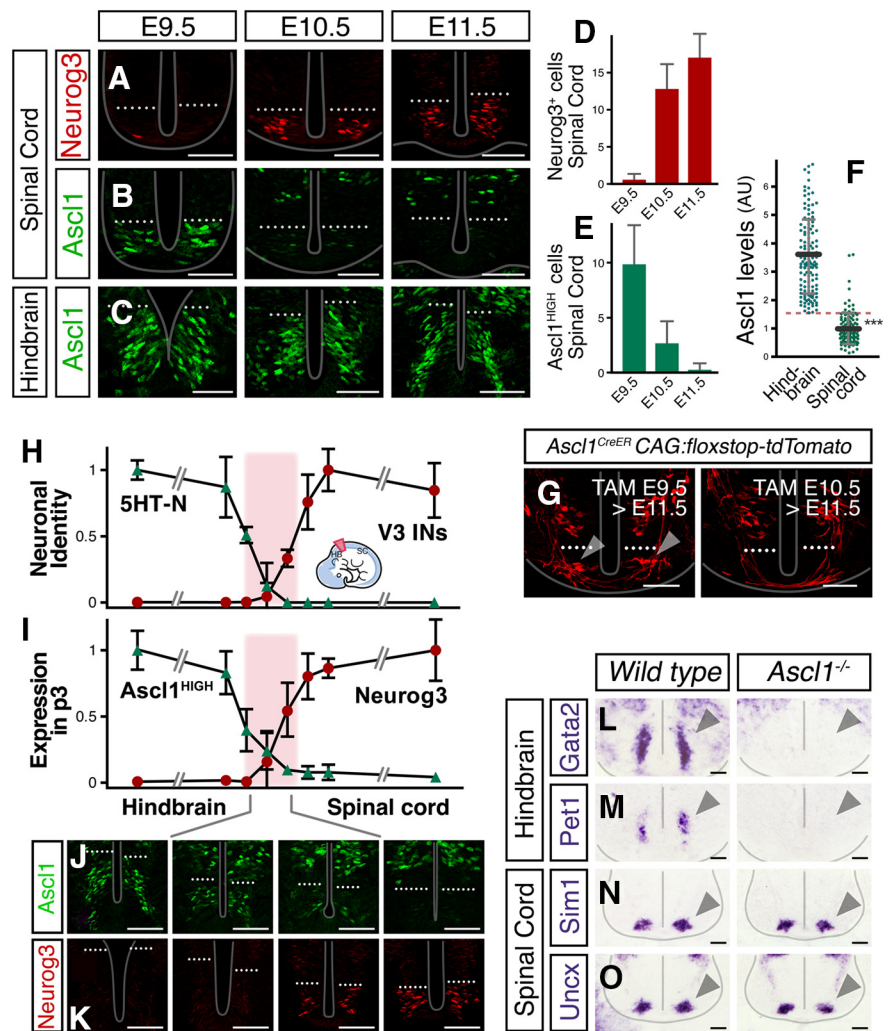 E9.5
E10.5
E11.5
Spinal Cord
Neurog3
A
Ascl1
B
Hindbrain
Ascl1
C
D
Neurog3+ cells
Spinal Cord
15
10
5
0
E9.5
E10.5
E11.5
E
Ascl1HIGH cells
Spinal Cord
10
5
0
E9.5
E10.5
E11.5
F
Ascl1 levels (AU)
6
5
4
3
2
1
0
***
Hind-
brain
Spinal
cord
H
Neuronal
Identity
1
0.5
0
5HT-N
V3 INs
HB
SC
I
Expression
in p3
1
0.5
0
Ascl1HIGH
Neurog3
Hindbrain
Spinal cord
Ascl1CreER CAG:floxstop-tdTomato
G
TAM E9.5
> E11.5
TAM E10.5
> E11.5
J
Ascl1
K
Neurog3
Wild type
Ascl1-/-
Hindbrain
Gata2
L
Pet1
M
Spinal Cord
Sim1
N
Uncx
O